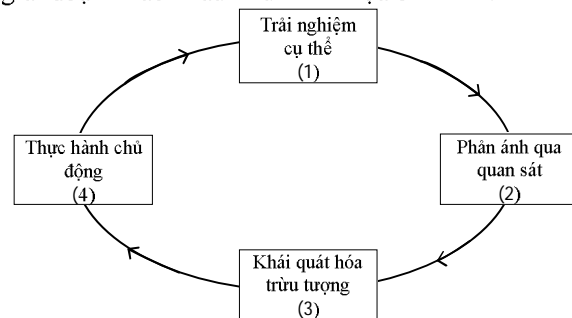 Trải nghiệm
cụ thể
(1)
Phản ánh qua
quan sát
(2)
Khái quát hóa
trừu tượng
(3)
Thực hành chủ
động
(4)